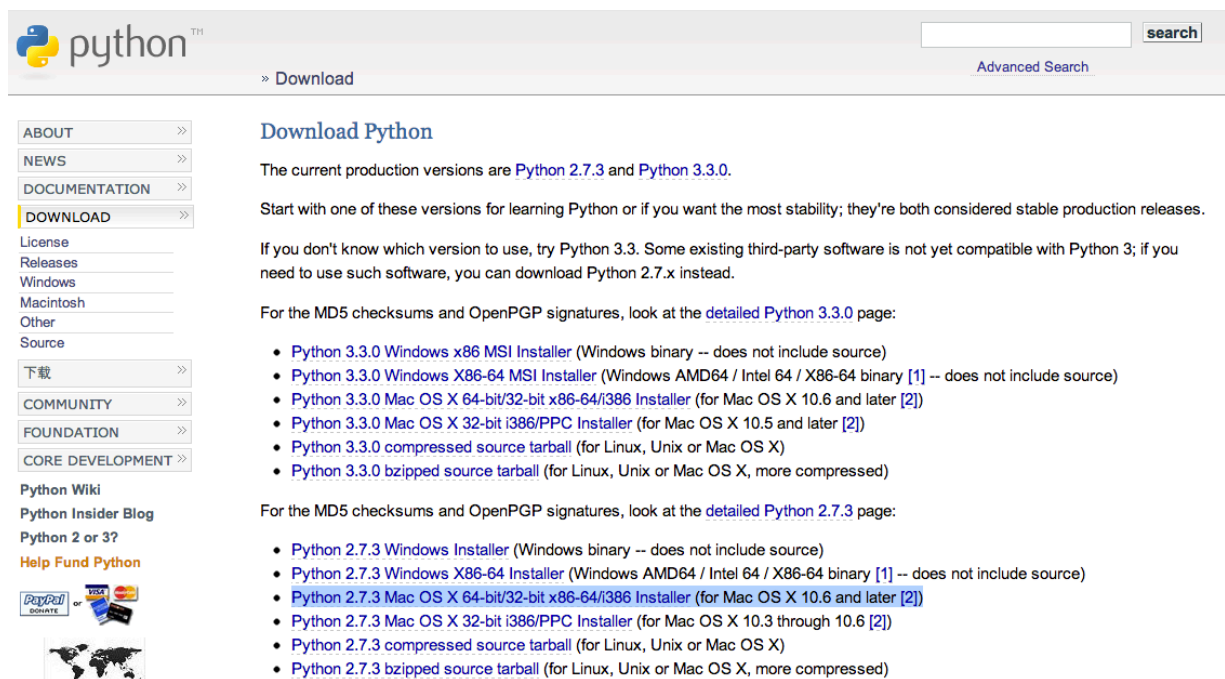 python™
search
Advanced Search
» Download
ABOUT »
NEWS »
DOCUMENTATION »
DOWNLOAD »
License
Releases
Windows
Macintosh
Other
Source
下载 »
COMMUNITY »
FOUNDATION »
CORE DEVELOPMENT »
Python Wiki
Python Insider Blog
Python 2 or 3?
Help Fund Python
PayPal
DONATE
or
VISA
Download Python
The current production versions are Python 2.7.3 and Python 3.3.0.
Start with one of these versions for learning Python or if you want the most stability; they're both considered stable production releases.
If you don't know which version to use, try Python 3.3. Some existing third-party software is not yet compatible with Python 3; if you
need to use such software, you can download Python 2.7.x instead.
For the MD5 checksums and OpenPGP signatures, look at the detailed Python 3.3.0 page:
• Python 3.3.0 Windows x86 MSI Installer (Windows binary -- does not include source)
• Python 3.3.0 Windows X86-64 MSI Installer (Windows AMD64 / Intel 64 / X86-64 binary [1] -- does not include source)
• Python 3.3.0 Mac OS X 64-bit/32-bit x86-64/i386 Installer (for Mac OS X 10.6 and later [2])
• Python 3.3.0 Mac OS X 32-bit i386/PPC Installer (for Mac OS X 10.5 and later [2])
• Python 3.3.0 compressed source tarball (for Linux, Unix or Mac OS X)
• Python 3.3.0 bzipped source tarball (for Linux, Unix or Mac OS X, more compressed)
For the MD5 checksums and OpenPGP signatures, look at the detailed Python 2.7.3 page:
• Python 2.7.3 Windows Installer (Windows binary -- does not include source)
• Python 2.7.3 Windows X86-64 Installer (Windows AMD64 / Intel 64 / X86-64 binary [1] -- does not include source)
• Python 2.7.3 Mac OS X 64-bit/32-bit x86-64/i386 Installer (for Mac OS X 10.6 and later [2])
• Python 2.7.3 Mac OS X 32-bit i386/PPC Installer (for Mac OS X 10.3 through 10.6 [2])
• Python 2.7.3 compressed source tarball (for Linux, Unix or Mac OS X)
• Python 2.7.3 bzipped source tarball (for Linux, Unix or Mac OS X, more compressed)